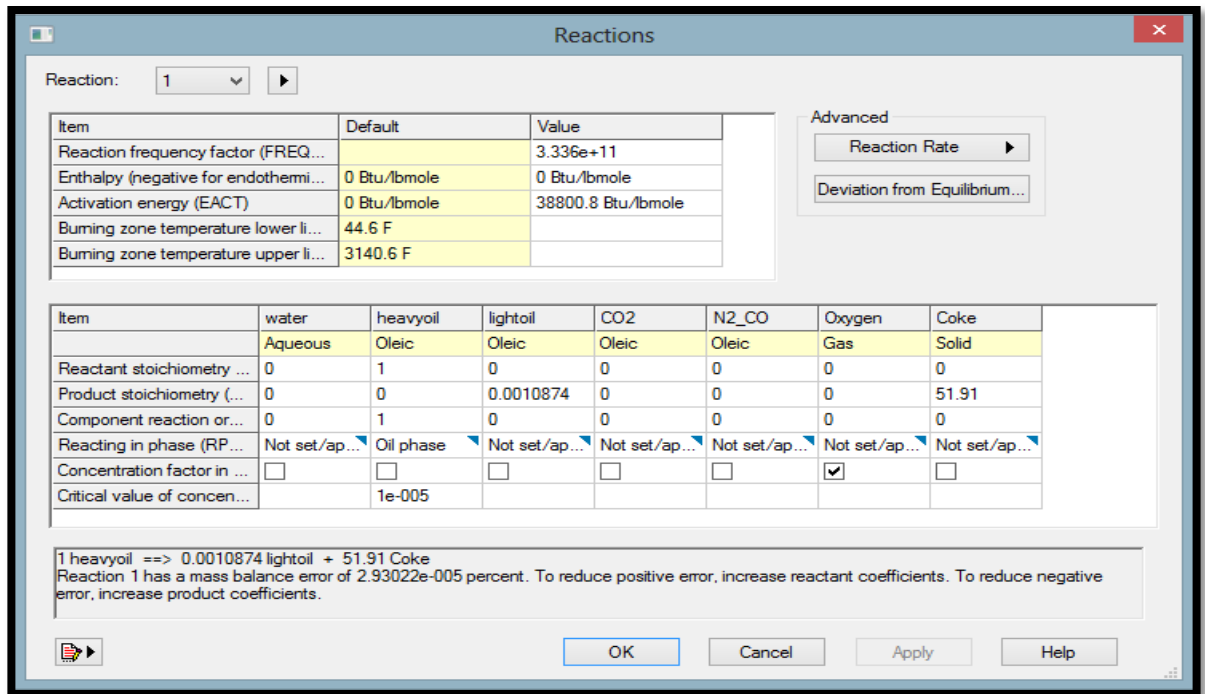 Reactions
Reaction: 1
Advanced
Item Default Value
Reaction frequency factor (FREQ... 3.336e+11
Reaction Rate
Enthalpy (negative for endothermi... 0 Btu/lbmole 0 Btu/lbmole
Deviation from Equilibrium...
Activation energy (EACT) 0 Btu/lbmole 38800.8 Btu/lbmole
Burning zone temperature lower li... 44.6 F
Burning zone temperature upper li... 3140.6 F
Item water heavyoil lightoil CO2 N2_CO Oxygen Coke
Aqueous Oleic Oleic Oleic Oleic Gas Solid
Reactant stoichiometry ... 0 1 0 0 0 0 0
Product stoichiometry (... 0 0 0.0010874 0 0 0 51.91
Component reaction or... 0 1 0 0 0 0 0
Reacting in phase (RP... Not set/ap... Oil phase Not set/ap... Not set/ap... Not set/ap... Not set/ap... Not set/ap...
Concentration factor in ...
Critical value of concen... 1e-005
1 heavyoil ==> 0.0010874 lightoil + 51.91 Coke
Reaction 1 has a mass balance error of 2.93022e-005 percent. To reduce positive error, increase reactant coefficients. To reduce negative
error, increase product coefficients.
OK Cancel Apply Help